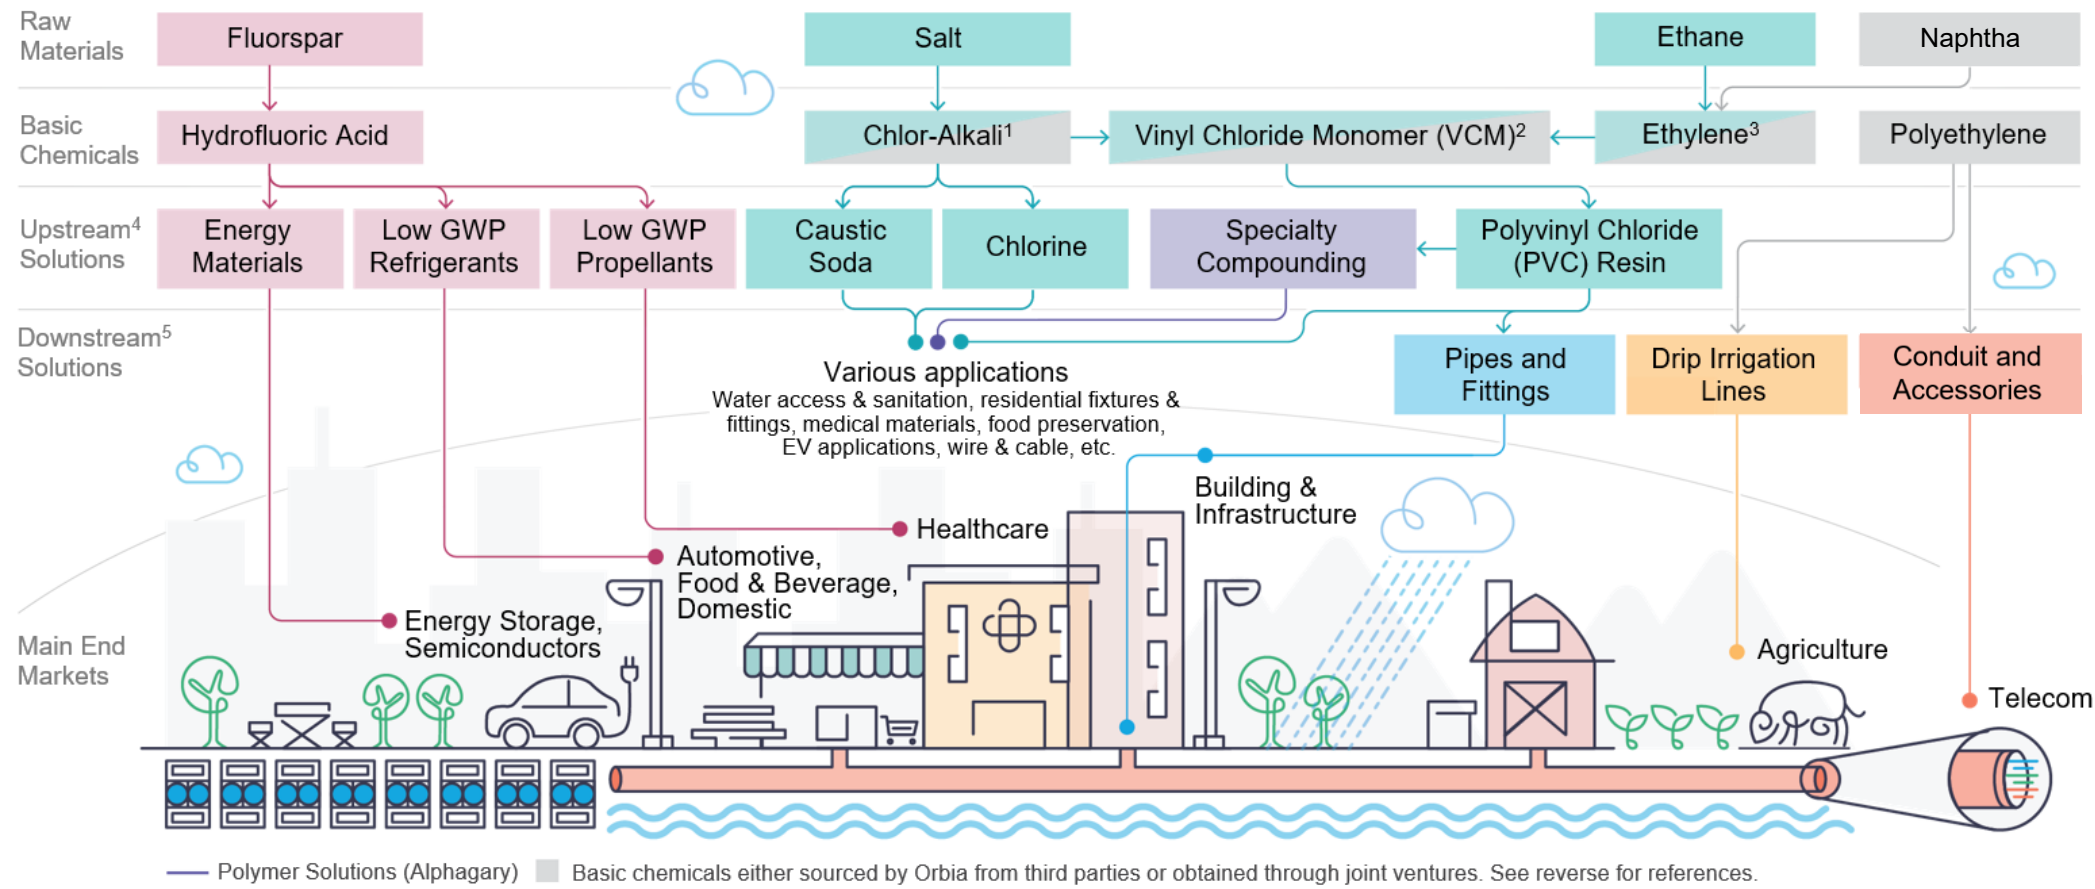 Raw
Materials
Fluorspar
Salt
Ethane
Naphtha
Basic
Chemicals
Hydrofluoric Acid
Chlor-Alkali¹
Vinyl Chloride Monomer (VCM)²
Ethylene³
Polyethylene
Upstream⁴
Solutions
Energy
Materials
Low GWP
Refrigerants
Low GWP
Propellants
Caustic
Soda
Chlorine
Specialty
Compounding
Polyvinyl Chloride
(PVC) Resin
Downstream⁵
Solutions
Various applications
Water access & sanitation, residential fixtures &
fittings, medical materials, food preservation,
EV applications, wire & cable, etc.
Pipes and
Fittings
Drip Irrigation
Lines
Conduit and
Accessories
Building &
Infrastructure
Healthcare
Automotive,
Food & Beverage,
Domestic
Energy Storage,
Semiconductors
Main End
Markets
Agriculture
Telecom
Polymer Solutions (Alphagary)
Basic chemicals either sourced by Orbia from third parties or obtained through joint ventures. See reverse for references.